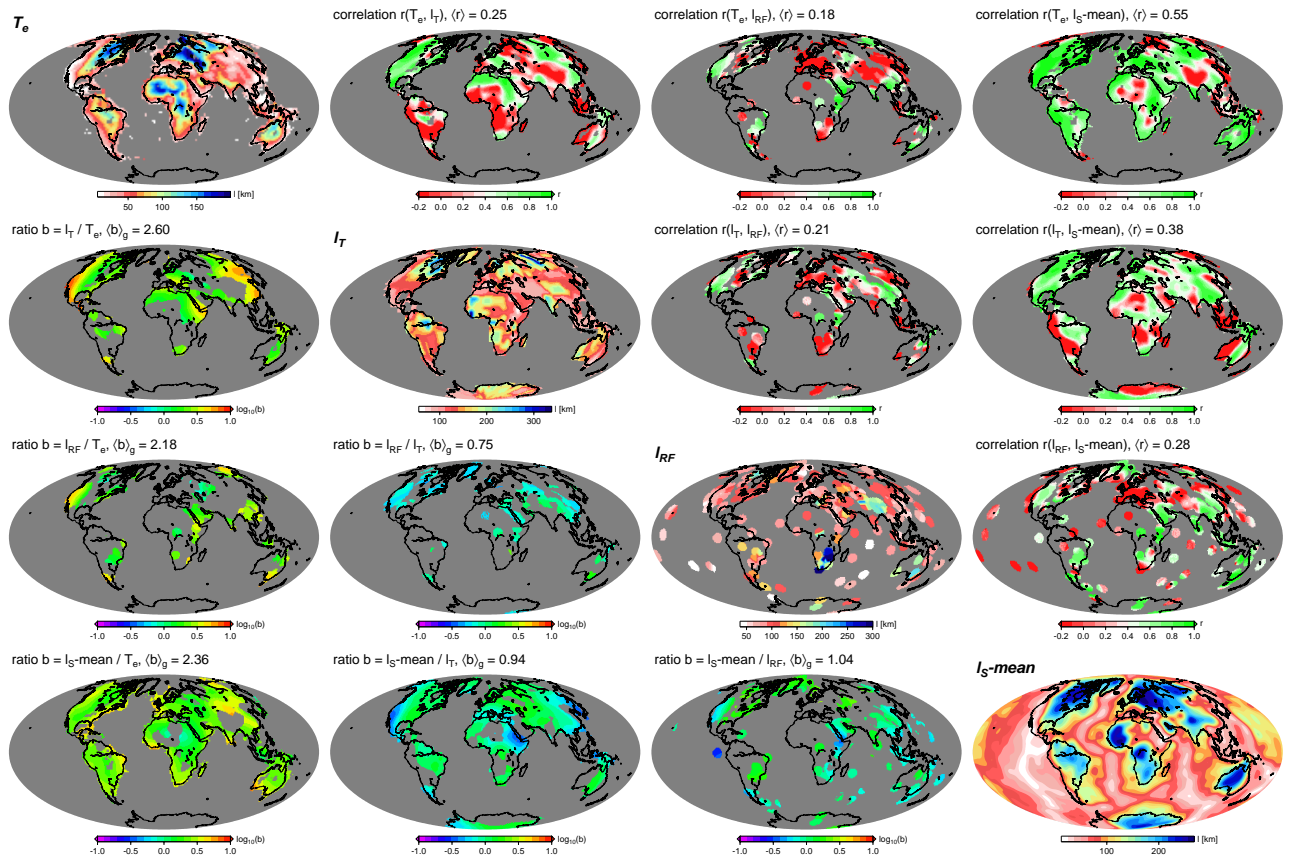 T_e
correlation r(T_e, l_T), ⟨r⟩ = 0.25
correlation r(T_e, l_RF), ⟨r⟩ = 0.18
correlation r(T_e, l_S-mean), ⟨r⟩ = 0.55
50 100 150 l [km]
-0.2 0.0 0.2 0.4 0.6 0.8 1.0 r
-0.2 0.0 0.2 0.4 0.6 0.8 1.0 r
-0.2 0.0 0.2 0.4 0.6 0.8 1.0 r
ratio b = l_T / T_e, ⟨b⟩_g = 2.60
l_T
correlation r(l_T, l_RF), ⟨r⟩ = 0.21
correlation r(l_T, l_S-mean), ⟨r⟩ = 0.38
-1.0 -0.5 0.0 0.5 1.0 log₁₀(b)
100 200 300 l [km]
-0.2 0.0 0.2 0.4 0.6 0.8 1.0 r
-0.2 0.0 0.2 0.4 0.6 0.8 1.0 r
ratio b = l_RF / T_e, ⟨b⟩_g = 2.18
ratio b = l_RF / l_T, ⟨b⟩_g = 0.75
l_RF
correlation r(l_RF, l_S-mean), ⟨r⟩ = 0.28
-1.0 -0.5 0.0 0.5 1.0 log₁₀(b)
-1.0 -0.5 0.0 0.5 1.0 log₁₀(b)
50 100 150 200 250 300 l [km]
-0.2 0.0 0.2 0.4 0.6 0.8 1.0 r
ratio b = l_S-mean / T_e, ⟨b⟩_g = 2.36
ratio b = l_S-mean / l_T, ⟨b⟩_g = 0.94
ratio b = l_S-mean / l_RF, ⟨b⟩_g = 1.04
l_S-mean
-1.0 -0.5 0.0 0.5 1.0 log₁₀(b)
-1.0 -0.5 0.0 0.5 1.0 log₁₀(b)
-1.0 -0.5 0.0 0.5 1.0 log₁₀(b)
100 200 l [km]